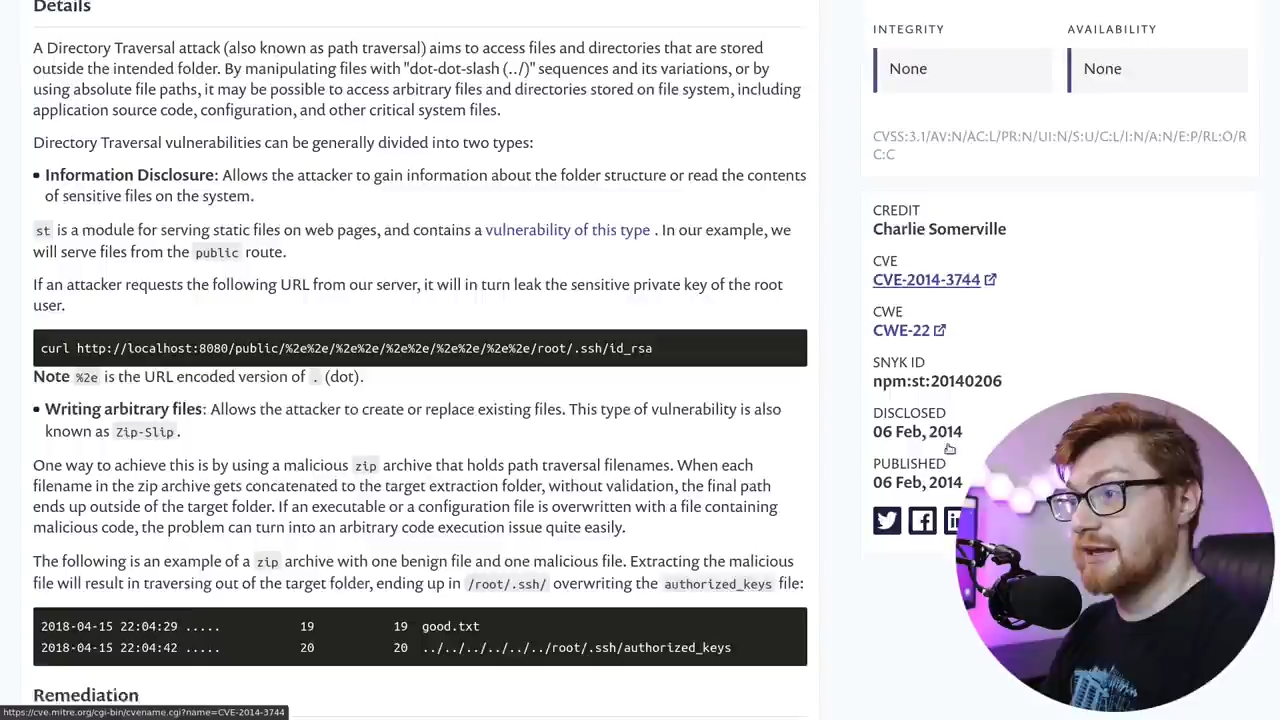 Details
A Directory Traversal attack (also known as path traversal) aims to access files and directories that are stored
outside the intended folder. By manipulating files with "dot-dot-slash (../)" sequences and its variations, or by
using absolute file paths, it may be possible to access arbitrary files and directories stored on file system, including
application source code, configuration, and other critical system files.
Directory Traversal vulnerabilities can be generally divided into two types:
• Information Disclosure: Allows the attacker to gain information about the folder structure or read the contents
of sensitive files on the system.
st is a module for serving static files on web pages, and contains a vulnerability of this type . In our example, we
will serve files from the public route.
If an attacker requests the following URL from our server, it will in turn leak the sensitive private key of the root
user.
curl http://localhost:8080/public/%2e%2e/%2e%2e/%2e%2e/%2e%2e/%2e%2e/root/.ssh/id_rsa
Note %2e is the URL encoded version of . (dot).
• Writing arbitrary files: Allows the attacker to create or replace existing files. This type of vulnerability is also
known as Zip-Slip.
One way to achieve this is by using a malicious zip archive that holds path traversal filenames. When each
filename in the zip archive gets concatenated to the target extraction folder, without validation, the final path
ends up outside of the target folder. If an executable or a configuration file is overwritten with a file containing
malicious code, the problem can turn into an arbitrary code execution issue quite easily.
The following is an example of a zip archive with one benign file and one malicious file. Extracting the malicious
file will result in traversing out of the target folder, ending up in /root/.ssh/ overwriting the authorized_keys file:
2018-04-15 22:04:29 ..... 19 19 good.txt
2018-04-15 22:04:42 ..... 20 20 ../../../../../../root/.ssh/authorized_keys
Remediation
https://cve.mitre.org/cgi-bin/cvename.cgi?name=CVE-2014-3744
INTEGRITY
None
AVAILABILITY
None
CVSS:3.1/AV:N/AC:L/PR:N/UI:N/S:U/C:L/I:N/A:N/E:P/RL:O/R
C:C
CREDIT
Charlie Somerville
CVE
CVE-2014-3744
CWE
CWE-22
SNYK ID
npm:st:20140206
DISCLOSED
06 Feb, 2014
PUBLISHED
06 Feb, 2014